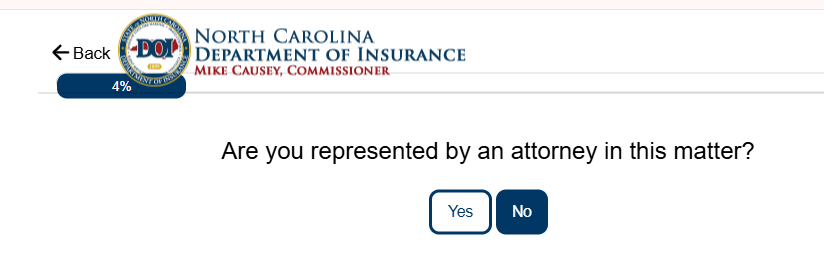 Back
DOI
NORTH CAROLINA
DEPARTMENT OF INSURANCE
MIKE CAUSEY, COMMISSIONER
4%
Are you represented by an attorney in this matter?
Yes
No